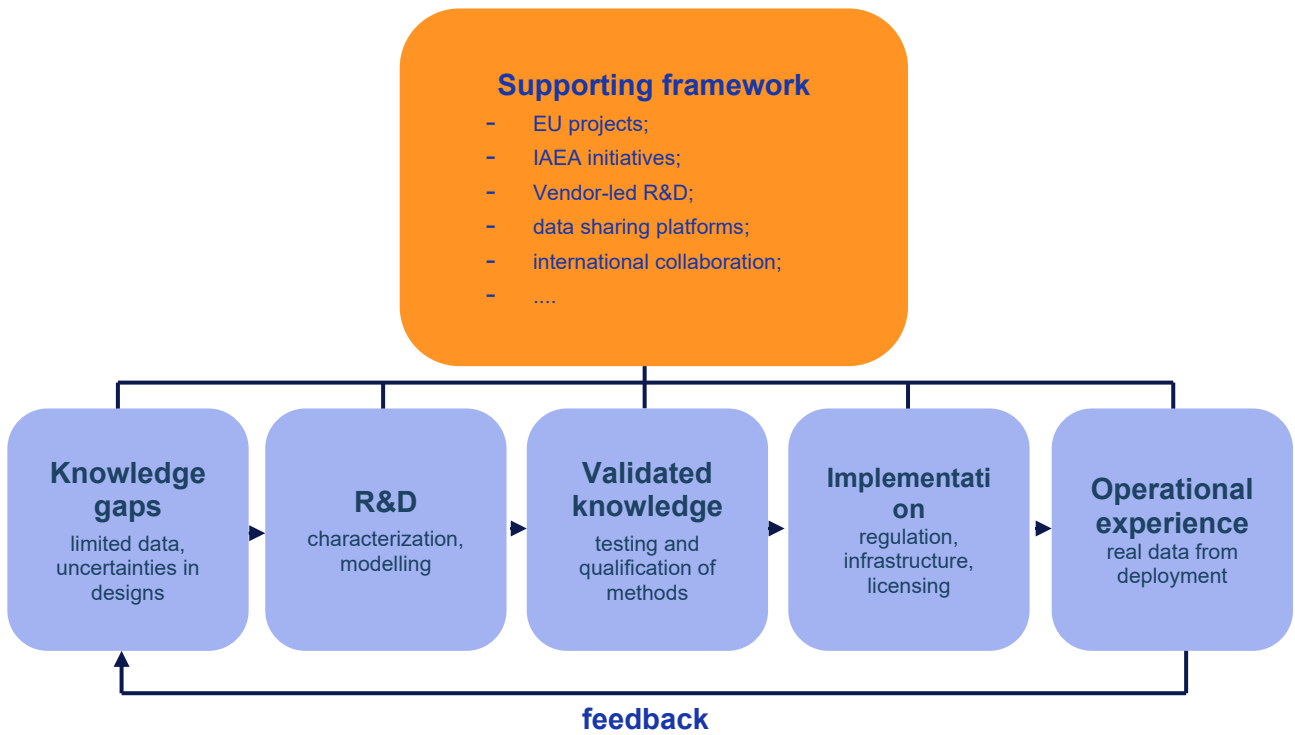 Supporting framework
- EU projects;
- IAEA initiatives;
- Vendor-led R&D;
- data sharing platforms;
- international collaboration;
- ....
Knowledge
gaps
limited data,
uncertainties in
designs
R&D
characterization,
modelling
Validated
knowledge
testing and
qualification of
methods
Implementati
on
regulation,
infrastructure,
licensing
Operational
experience
real data from
deployment
feedback